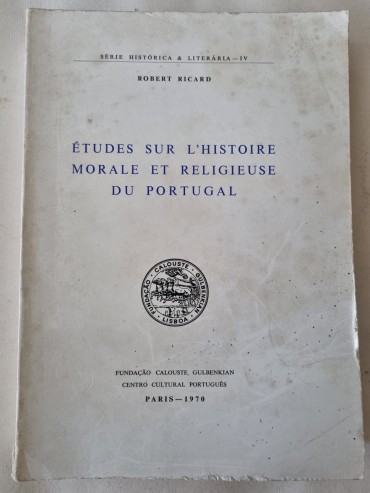 SÉRIE HISTÓRICA & LITERÁRIA—IV
ROBERT RICARD
ÉTUDES SUR L'HISTOIRE
MORALE ET RELIGIEUSE
DU PORTUGAL
FUNDAÇÃO · CALOUSTE · GULBENKIAN
· LISBOA ·
FUNDAÇÃO CALOUSTE GULBENKIAN
CENTRO CULTURAL PORTUGUÊS
PARIS—1970